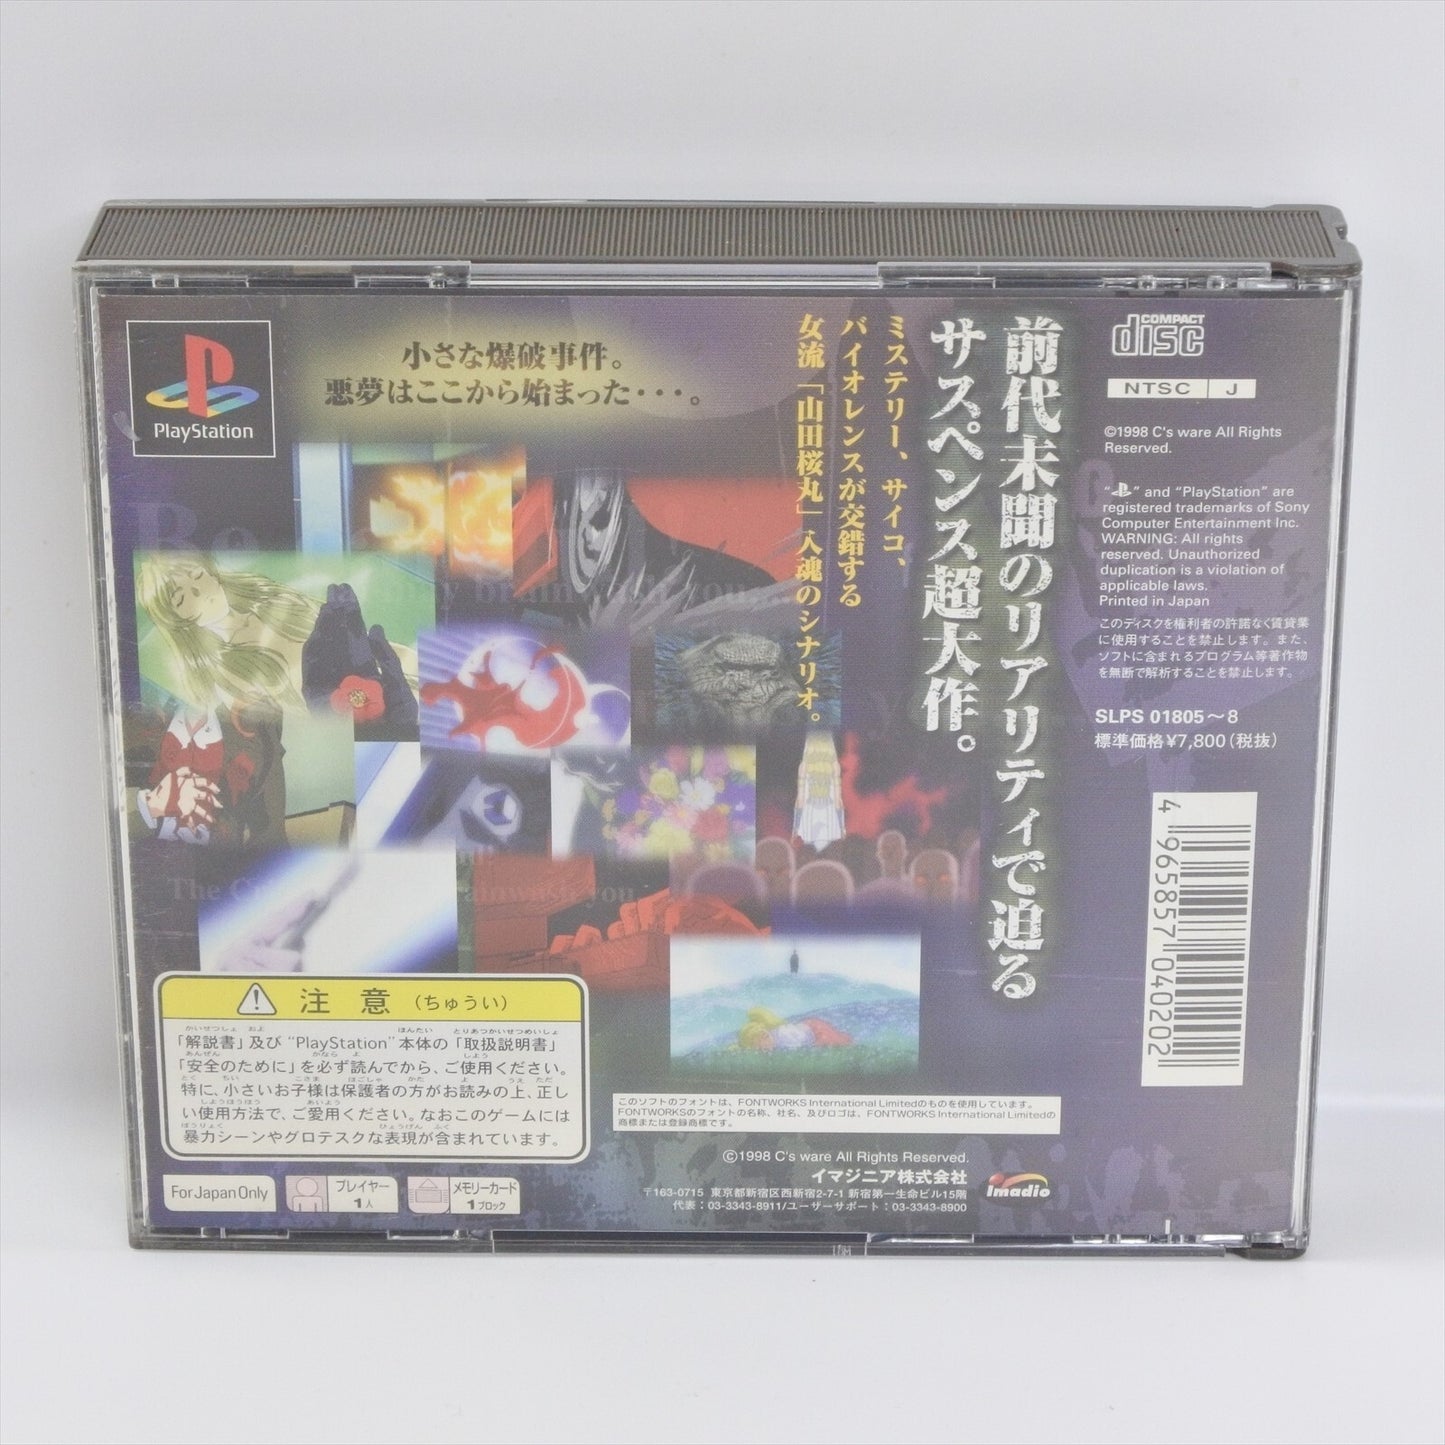 PlayStation
小さな爆破事件。
悪夢はここから始まった・・・。
前代未聞のリアリティで迫る
サスペンス超大作。
ミステリー、サイコ、
バイオレンスが交錯する
女流「山田桜丸」入魂のシナリオ。
COMPACT
disc
NTSC J
©1998 C's ware All Rights
Reserved.
“ ” and “PlayStation” are
registered trademarks of Sony
Computer Entertainment Inc.
WARNING: All rights
reserved. Unauthorized
duplication is a violation of
applicable laws.
Printed in Japan
このディスクを権利者の許諾なく賃貸業
に使用することを禁止します。また、
ソフトに含まれるプログラム等著作物
を無断で解析することを禁止します。
SLPS 01805～8
標準価格¥7,800(税抜)
4 965857 040202
注意(ちゅうい)
「解説書」及び“PlayStation”本体の「取扱説明書」
「安全のために」を必ず読んでから、ご使用ください。
特に、小さいお子様は保護者の方がお読みの上、正し
い使用方法で、ご愛用ください。なおこのゲームには
暴力シーンやグロテスクな表現が含まれています。
For Japan Only
プレイヤー
1人
メモリーカード
1ブロック
このソフトのフォントは、FONTWORKS International Limitedのものを使用しています。
FONTWORKSのフォントの名称、社名、及びロゴは、FONTWORKS International Limitedの
商標または登録商標です。
©1998 C's ware All Rights Reserved.
イマジニア株式会社
〒163-0715 東京都新宿区西新宿2-7-1 新宿第一生命ビル15階
代表：03-3343-8911/ユーザーサポート：03-3343-8900
Imadio